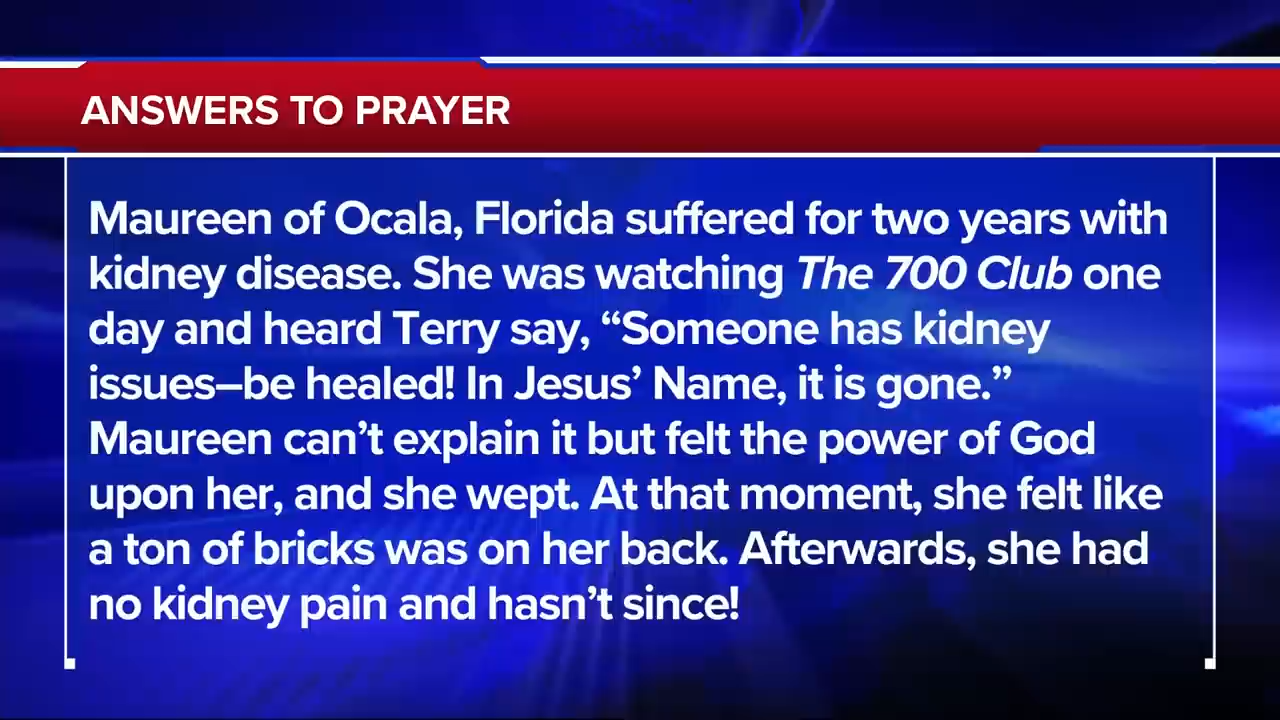 ANSWERS TO PRAYER
Maureen of Ocala, Florida suffered for two years with
kidney disease. She was watching The 700 Club one
day and heard Terry say, “Someone has kidney
issues–be healed! In Jesus’ Name, it is gone.”
Maureen can’t explain it but felt the power of God
upon her, and she wept. At that moment, she felt like
a ton of bricks was on her back. Afterwards, she had
no kidney pain and hasn’t since!